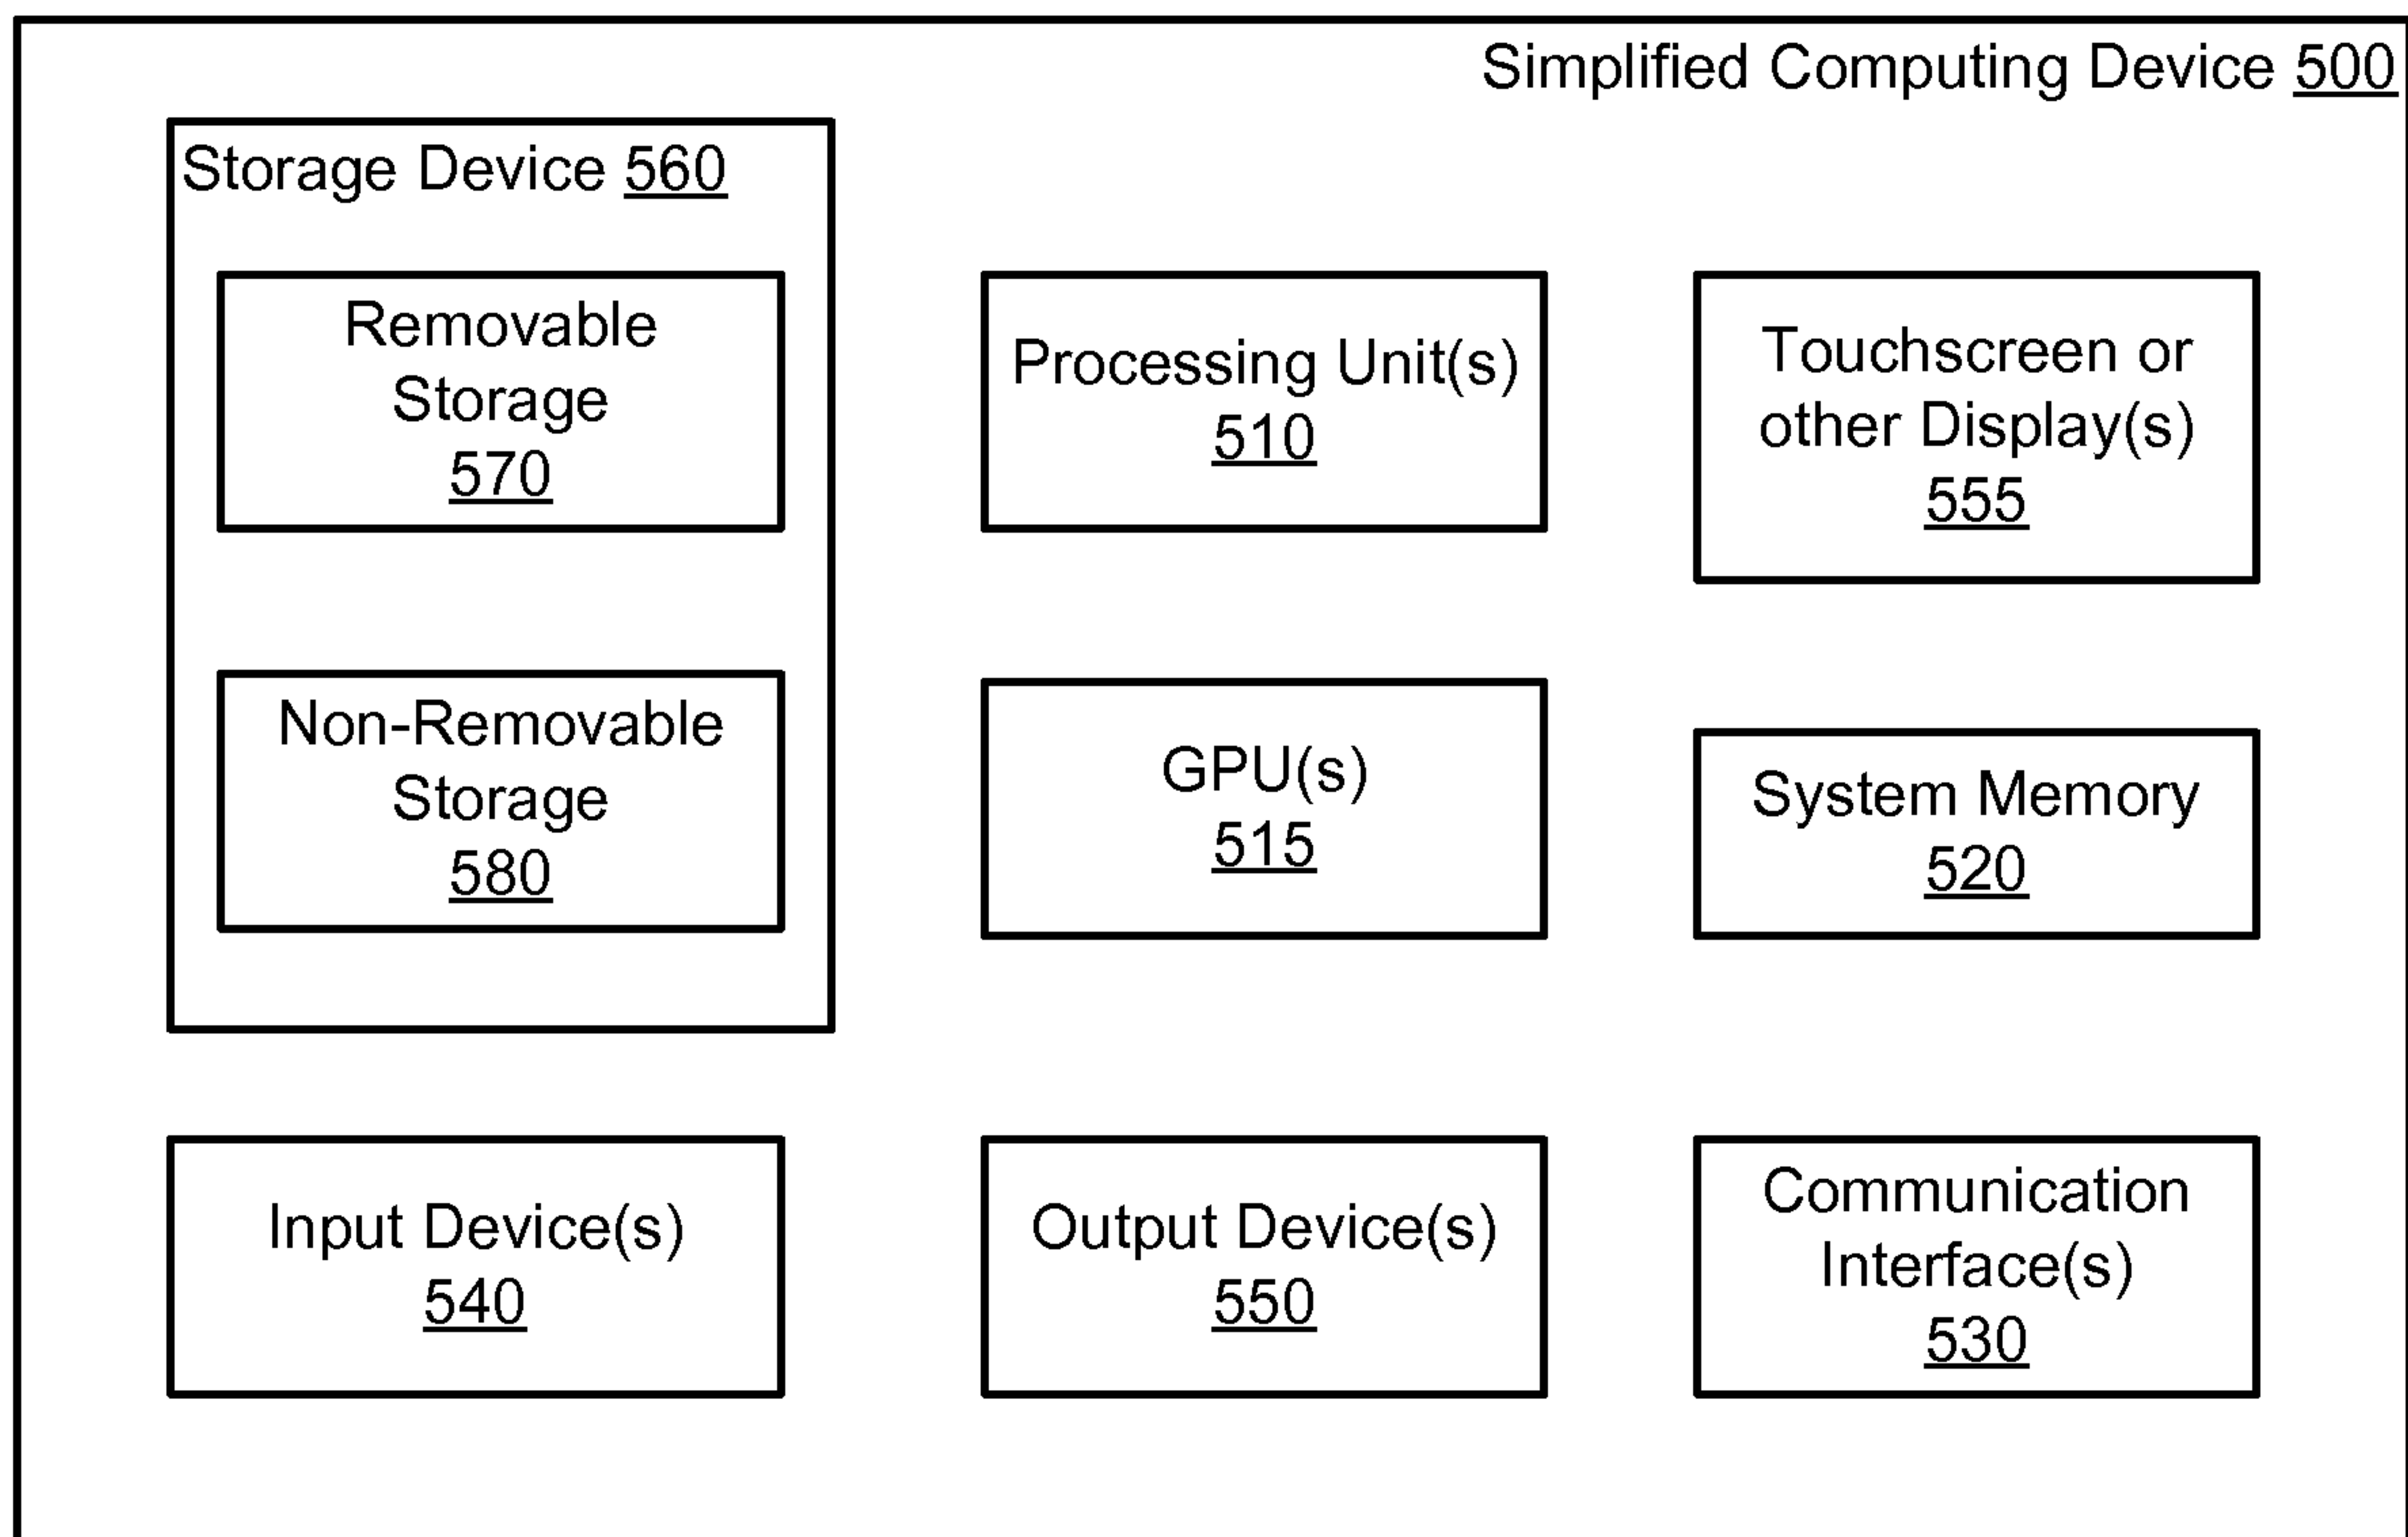 Simplified Computing Device 500
Storage Device 560
Removable
Storage
570
Processing Unit(s)
510
Touchscreen or
other Display(s)
555
Non-Removable
Storage
580
GPU(s)
515
System Memory
520
Input Device(s)
540
Output Device(s)
550
Communication
Interface(s)
530